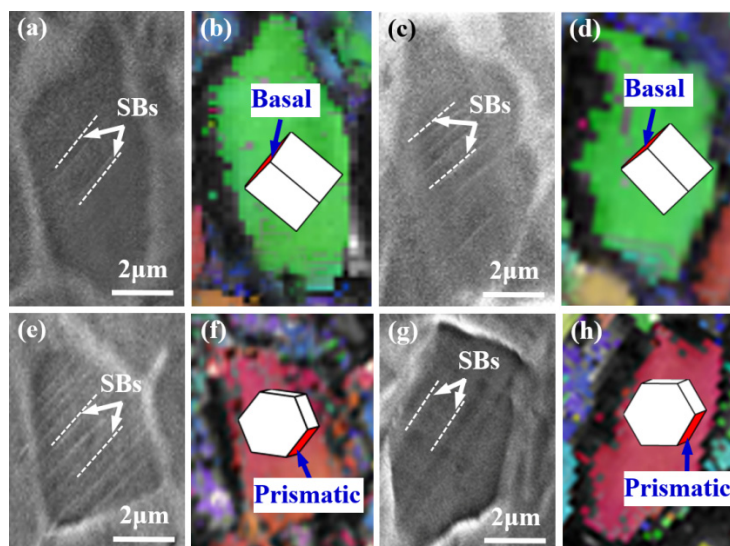 (a)
SBs
2μm
(b)
Basal
(c)
SBs
2μm
(d)
Basal
(e)
SBs
2μm
(f)
Prismatic
(g)
SBs
2μm
(h)
Prismatic